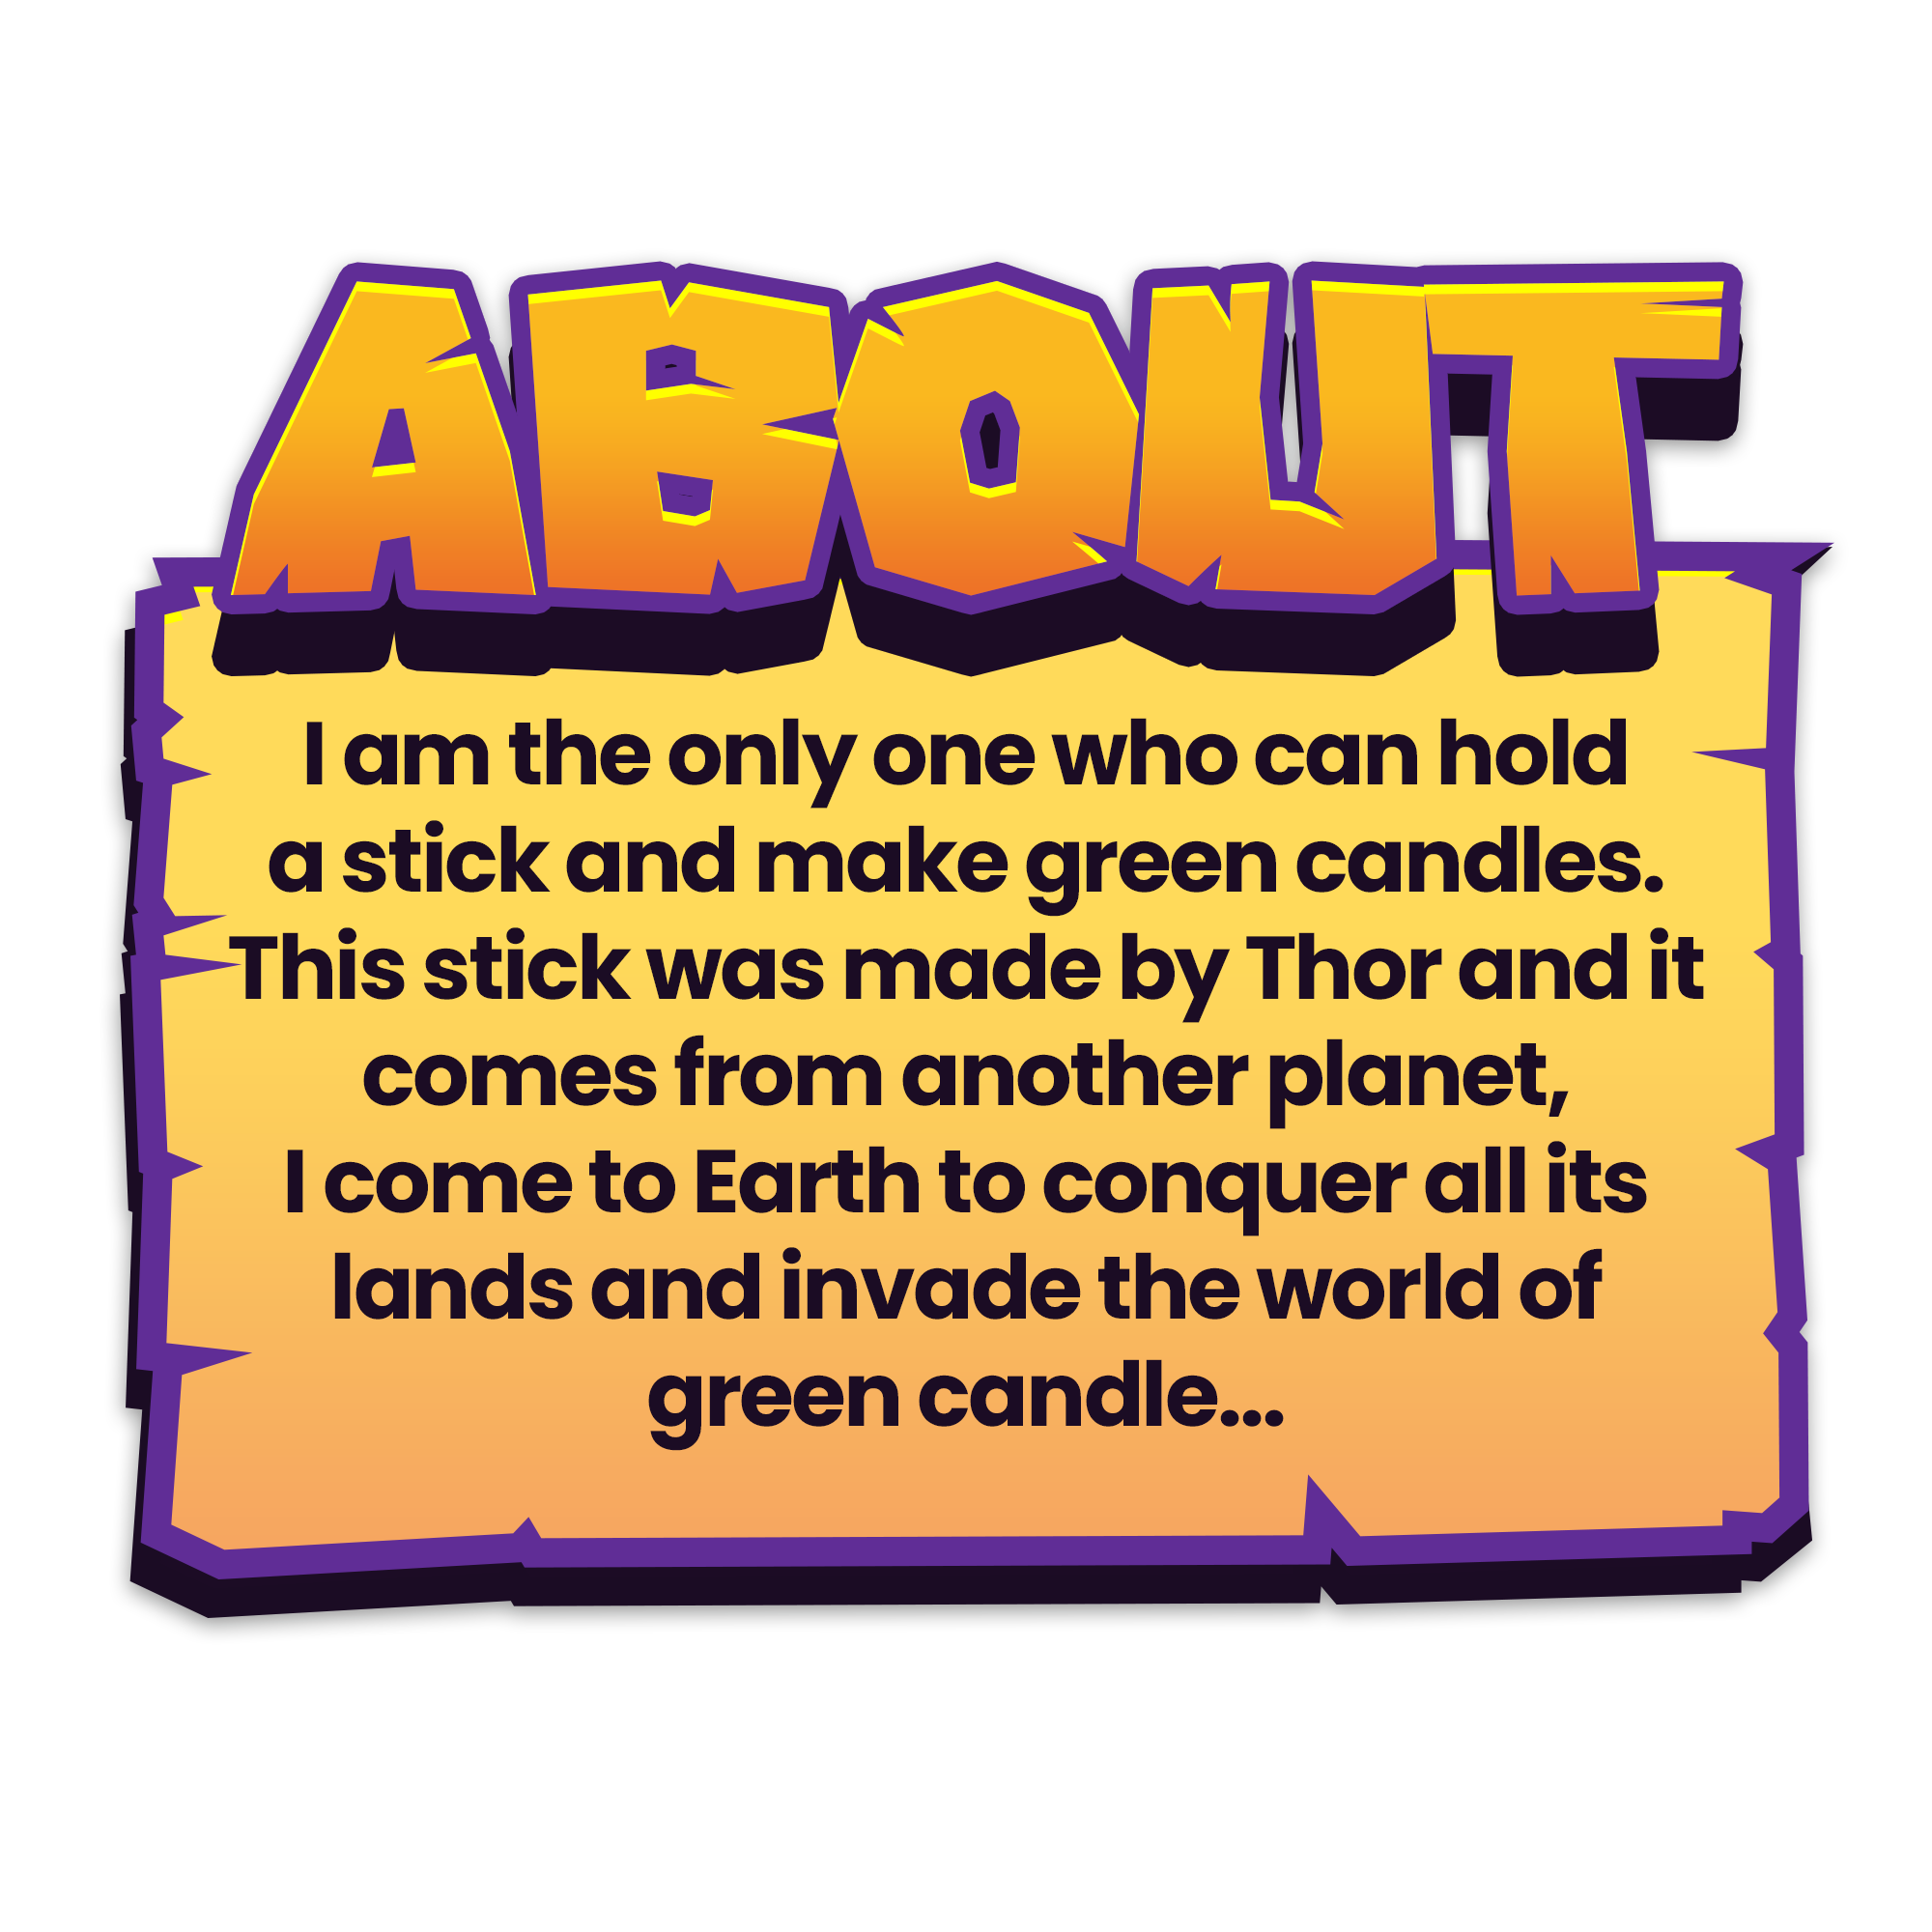 ABOUT
I am the only one who can hold
a stick and make green candles.
This stick was made by Thor and it
comes from another planet,
I come to Earth to conquer all its
lands and invade the world of
green candle...